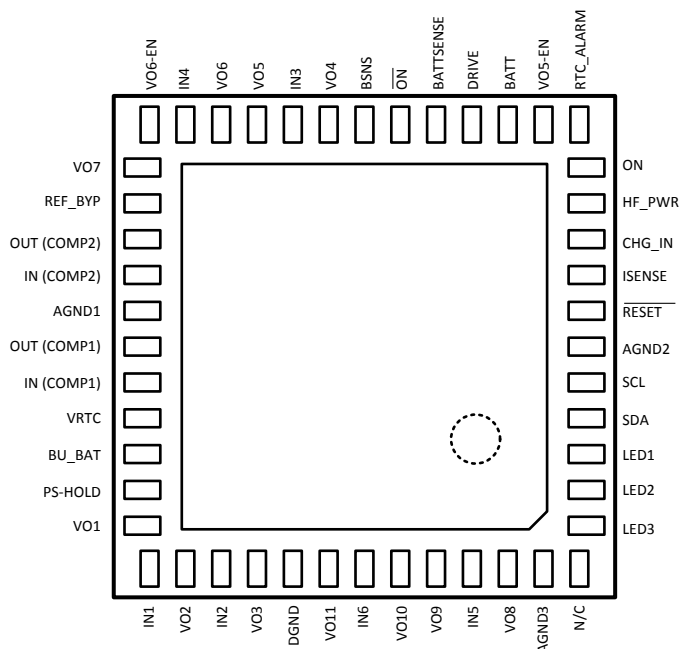 VO6-EN
IN4
VO6
VO5
IN3
VO4
BSNS
ON
BATTSENSE
DRIVE
BATT
VO5-EN
RTC_ALARM
VO7
REF_BYP
OUT (COMP2)
IN (COMP2)
AGND1
OUT (COMP1)
IN (COMP1)
VRTC
BU_BAT
PS-HOLD
VO1
ON
HF_PWR
CHG_IN
ISENSE
RESET
AGND2
SCL
SDA
LED1
LED2
LED3
IN1
VO2
IN2
VO3
DGND
VO11
IN6
VO10
VO9
IN5
VO8
AGND3
N/C